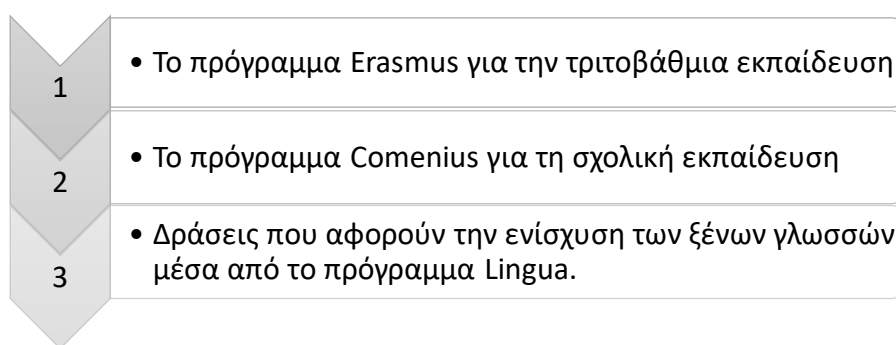 1
• Το πρόγραμμα Erasmus για την τριτοβάθμια εκπαίδευση
2
• Το πρόγραμμα Comenius για τη σχολική εκπαίδευση
3
• Δράσεις που αφορούν την ενίσχυση των ξένων γλωσσών
μέσα από το πρόγραμμα Lingua.